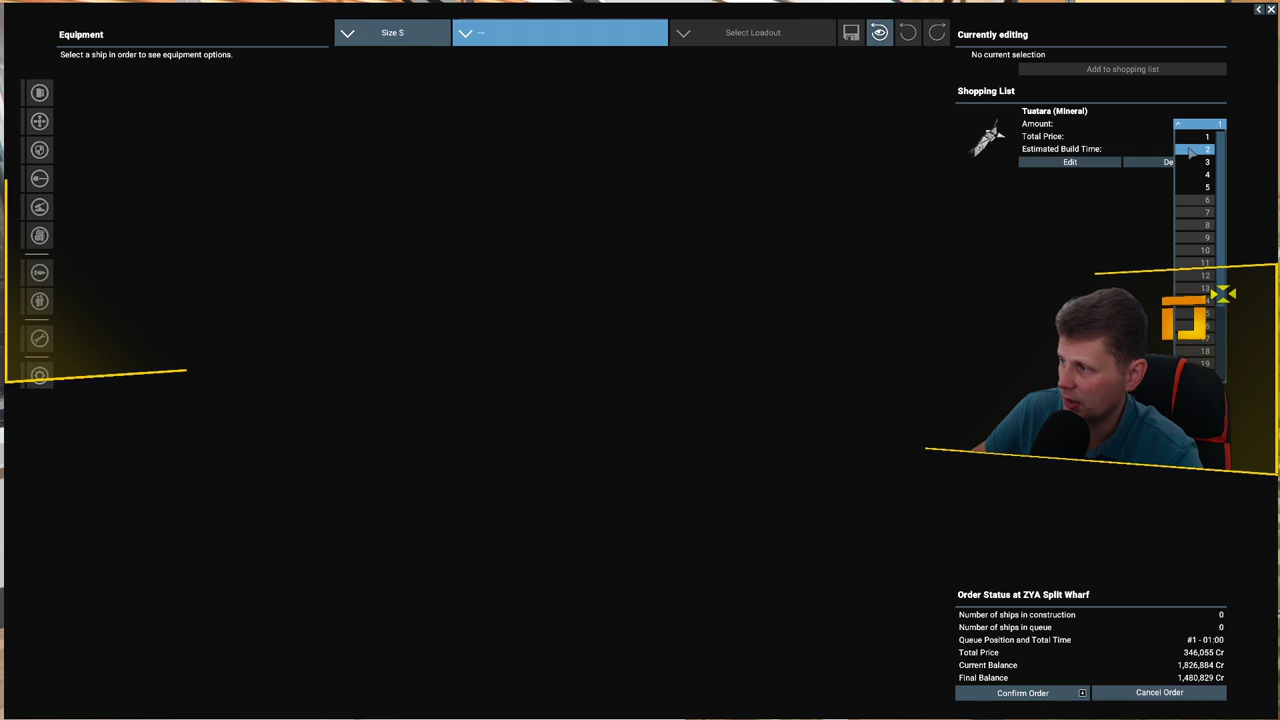 Equipment
Select a ship in order to see equipment options.
Size S
--
Select Loadout
Currently editing
No current selection
Add to shopping list
Shopping List
Tuatara (Mineral)
Amount:
1
Total Price:
1
Estimated Build Time:
2
Edit
De
3
4
5
6
7
8
9
10
11
12
13
18
19
Order Status at ZYA Split Wharf
Number of ships in construction
0
Number of ships in queue
0
Queue Position and Total Time
#1 - 01:00
Total Price
346,055 Cr
Current Balance
1,826,884 Cr
Final Balance
1,480,829 Cr
Confirm Order
Cancel Order